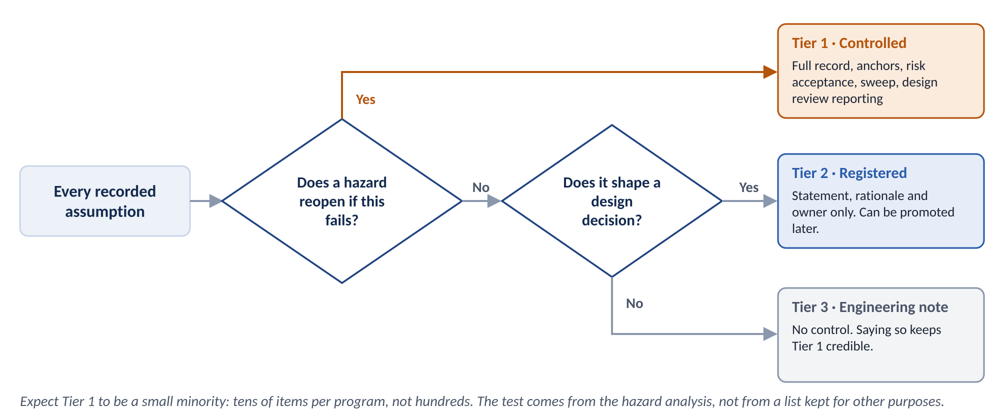 Tier 1 · Controlled
Full record, anchors, risk
acceptance, sweep, design
review reporting
Yes
Every recorded
assumption
Does a hazard
reopen if this
fails?
No
Does it shape a
design
decision?
Yes
Tier 2 · Registered
Statement, rationale and
owner only. Can be promoted
later.
No
Tier 3 · Engineering note
No control. Saying so keeps
Tier 1 credible.
Expect Tier 1 to be a small minority: tens of items per program, not hundreds. The test comes from the hazard analysis, not from a list kept for other purposes.